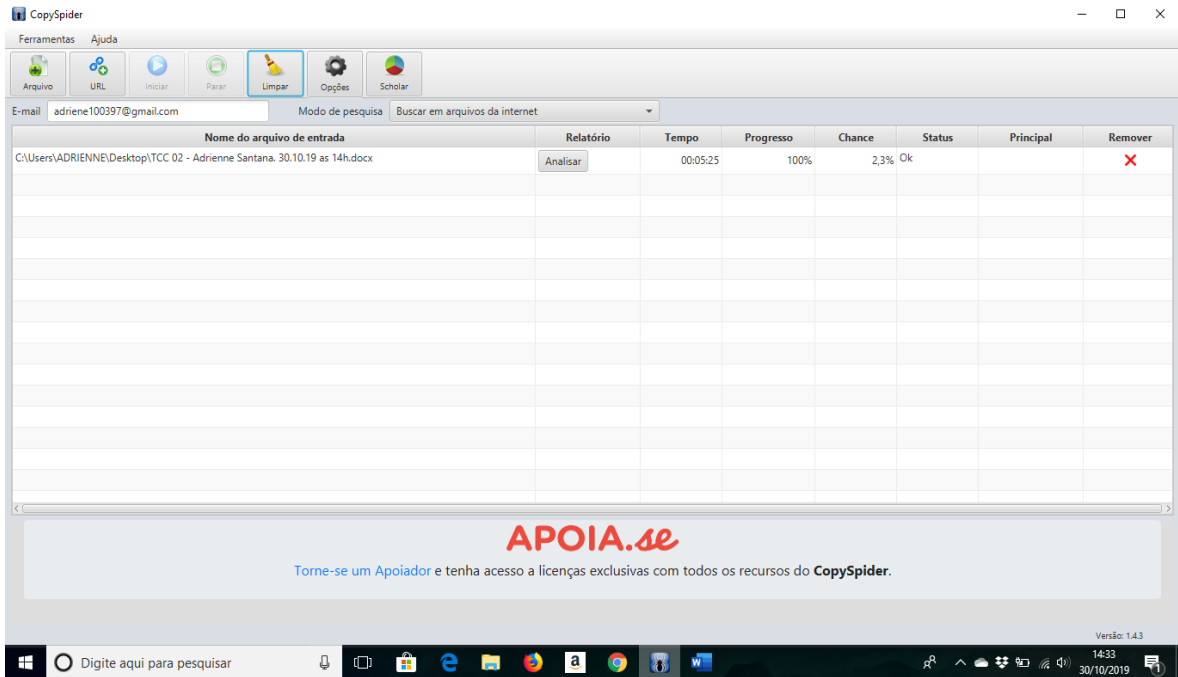 CopySpider
Ferramentas Ajuda
Arquivo URL Iniciar Parar Limpar Opções Scholar
E-mail adriene100397@gmail.com Modo de pesquisa Buscar em arquivos da internet
Nome do arquivo de entrada Relatório Tempo Progresso Chance Status Principal Remover
C:\Users\ADRIENNE\Desktop\TCC 02 - Adrienne Santana. 30.10.19 as 14h.docx Analisar 00:05:25 100% 2,3% Ok
APOIA.se
Torne-se um Apoiador e tenha acesso a licenças exclusivas com todos os recursos do CopySpider.
Versão: 1.4.3
Digite aqui para pesquisar
14:33
30/10/2019